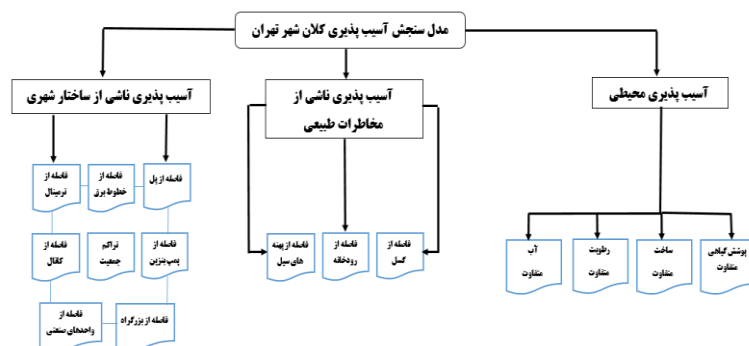 مدل سنجش آسیب پذیری کلان شهر تهران
آسیب پذیری محیطی
آسیب پذیری ناشی از
مخاطرات طبیعی
آسیب پذیری ناشی از ساختار شهری
پوشش گیاهی
متفاوت
ساخت
متفاوت
رطوبت
متفاوت
آب
متفاوت
فاصله از
گسل
فاصله از
رودخانه
فاصله از پهنه
های سیل
فاصله از پل
فاصله از
خطوط برق
فاصله از
ترمینال
فاصله از
پمپ بنزین
تراکم
جمعیت
فاصله از
کانال
فاصله از بزرگراه
فاصله از
واحدهای صنعتی